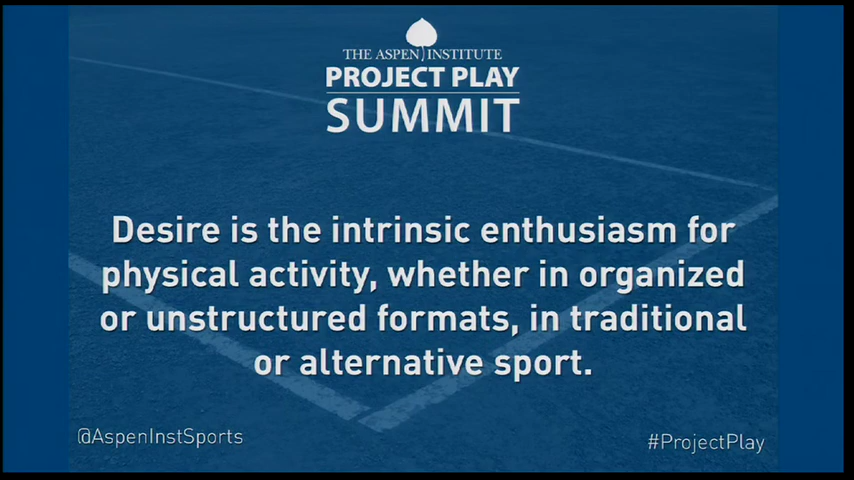 THE ASPEN INSTITUTE
PROJECT PLAY
SUMMIT
Desire is the intrinsic enthusiasm for
physical activity, whether in organized
or unstructured formats, in traditional
or alternative sport.
@AspenInstSports
#ProjectPlay